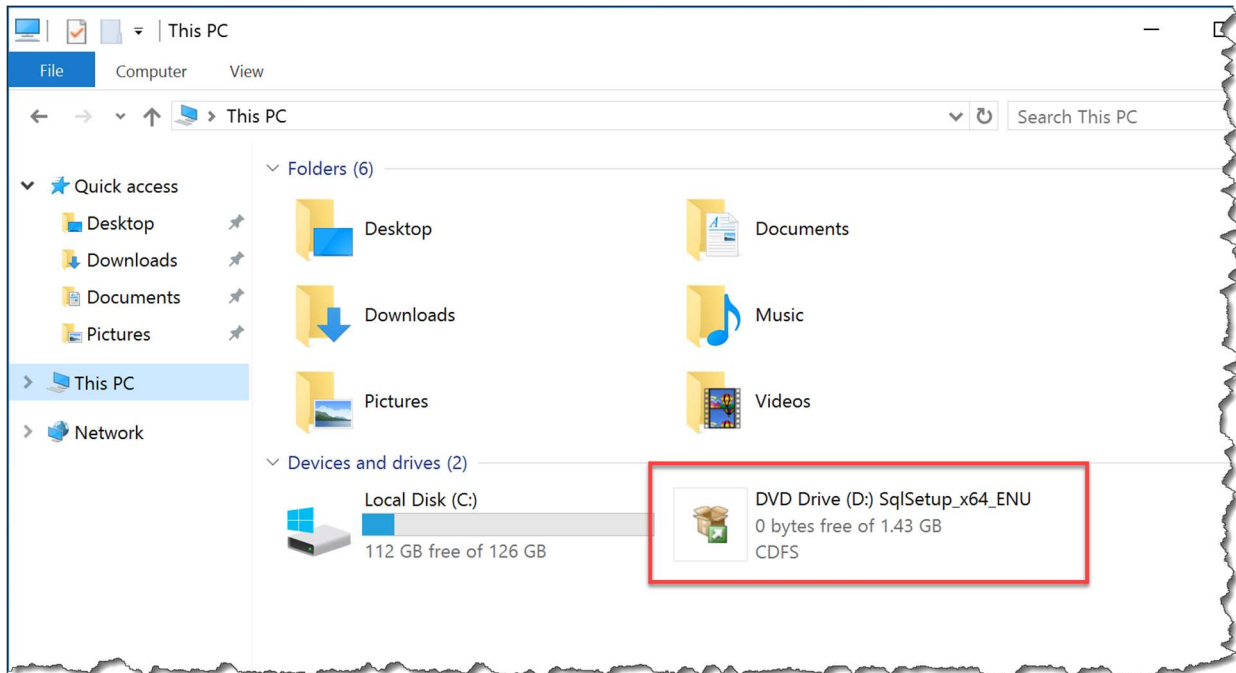 This PC
File Computer View
This PC
Search This PC
Quick access
Desktop
Downloads
Documents
Pictures
This PC
Network
Folders (6)
Desktop
Documents
Downloads
Music
Pictures
Videos
Devices and drives (2)
Local Disk (C:)
112 GB free of 126 GB
DVD Drive (D:) SqlSetup_x64_ENU
0 bytes free of 1.43 GB
CDFS